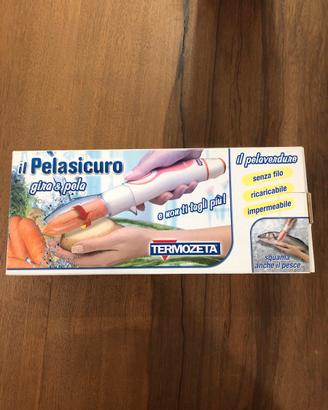 il Pelasicuro
gira & pela
e non ti tagli più!
TERMOZETA
il pelaverdure
senza filo
ricaricabile
impermeabile
squama
anche il pesce